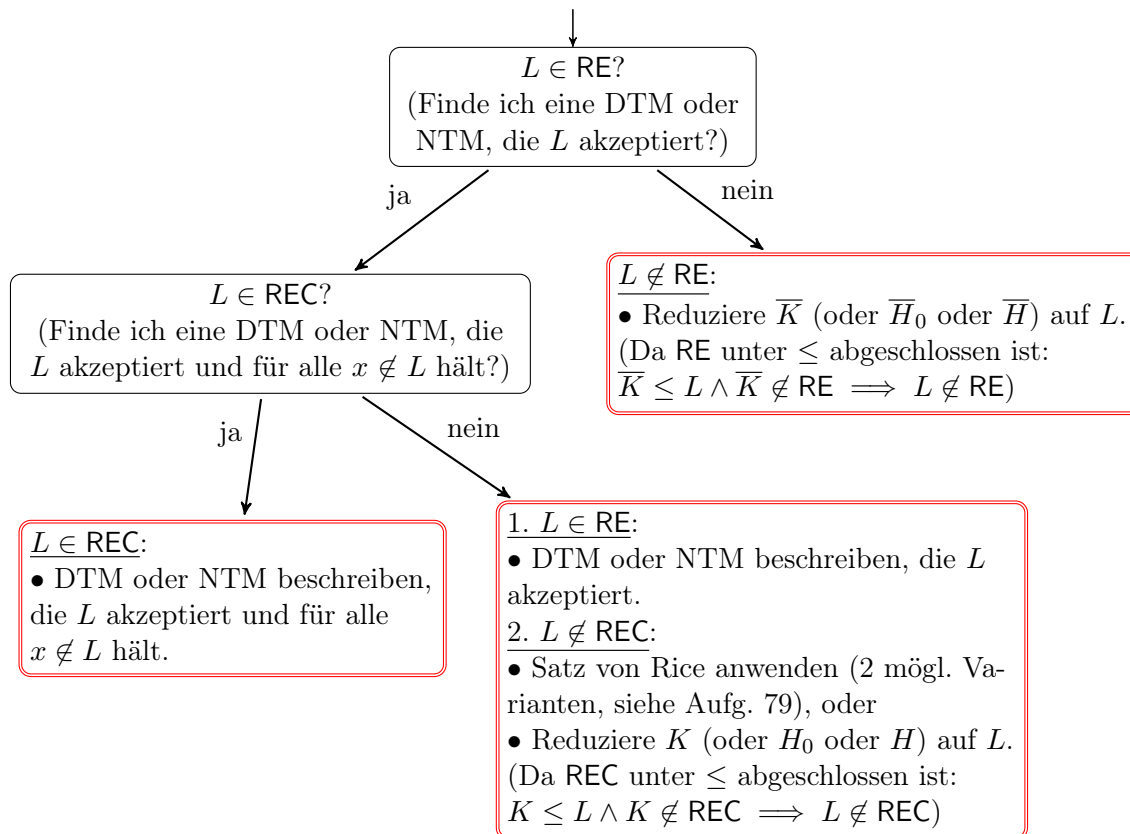 L ∈ RE?
(Finde ich eine DTM oder
NTM, die L akzeptiert?)
ja
nein
L ∈ REC?
(Finde ich eine DTM oder NTM, die
L akzeptiert und für alle x ∉ L hält?)
L ∉ RE:
• Reduziere K̅ (oder H̅₀ oder H̅) auf L.
(Da RE unter ≤ abgeschlossen ist:
K̅ ≤ L ∧ K̅ ∉ RE ⟹ L ∉ RE)
ja
nein
L ∈ REC:
• DTM oder NTM beschreiben,
die L akzeptiert und für alle
x ∉ L hält.
1. L ∈ RE:
• DTM oder NTM beschreiben, die L
akzeptiert.
2. L ∉ REC:
• Satz von Rice anwenden (2 mögl. Va-
rianten, siehe Aufg. 79), oder
• Reduziere K (oder H₀ oder H) auf L.
(Da REC unter ≤ abgeschlossen ist:
K ≤ L ∧ K ∉ REC ⟹ L ∉ REC)